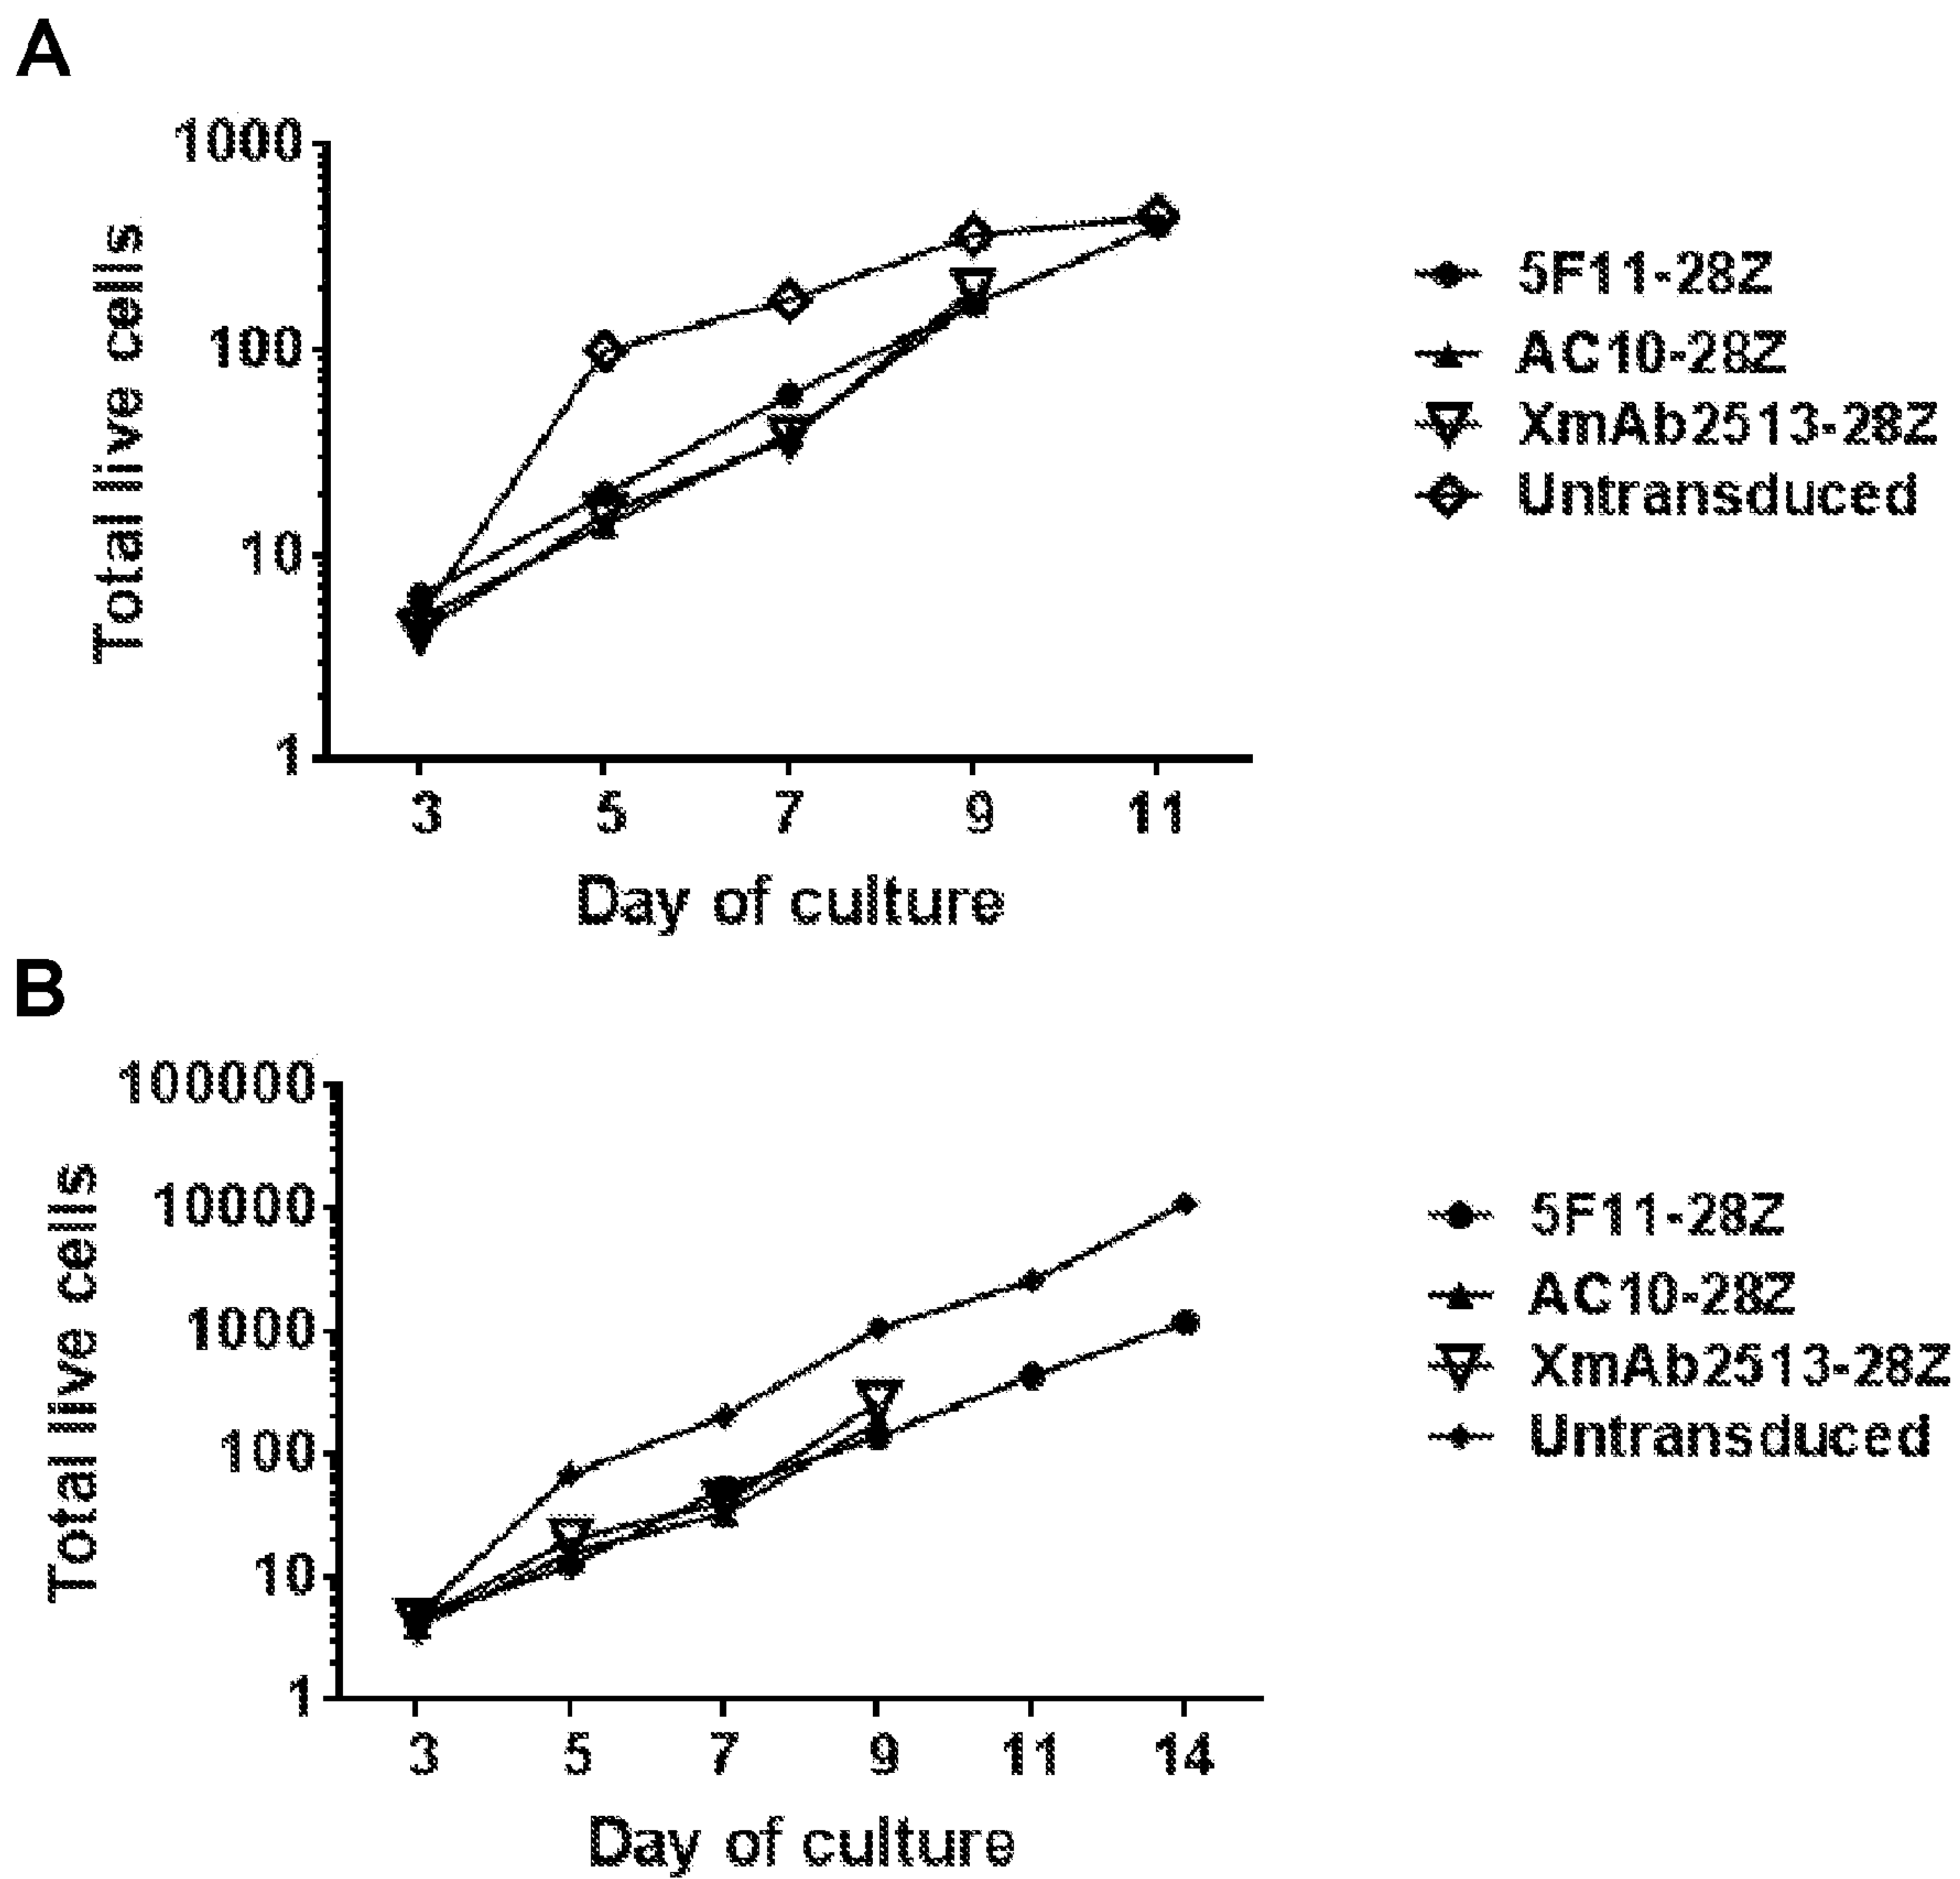 A
1000
100
10
1
Total live cells
3 5 7 9 11
Day of culture
5F11-28Z
AC10-28Z
XmAb2513-28Z
Untransduced
B
100000
10000
1000
100
10
1
Total live cells
3 5 7 9 11 14
Day of culture
5F11-28Z
AC10-28Z
XmAb2513-28Z
Untransduced